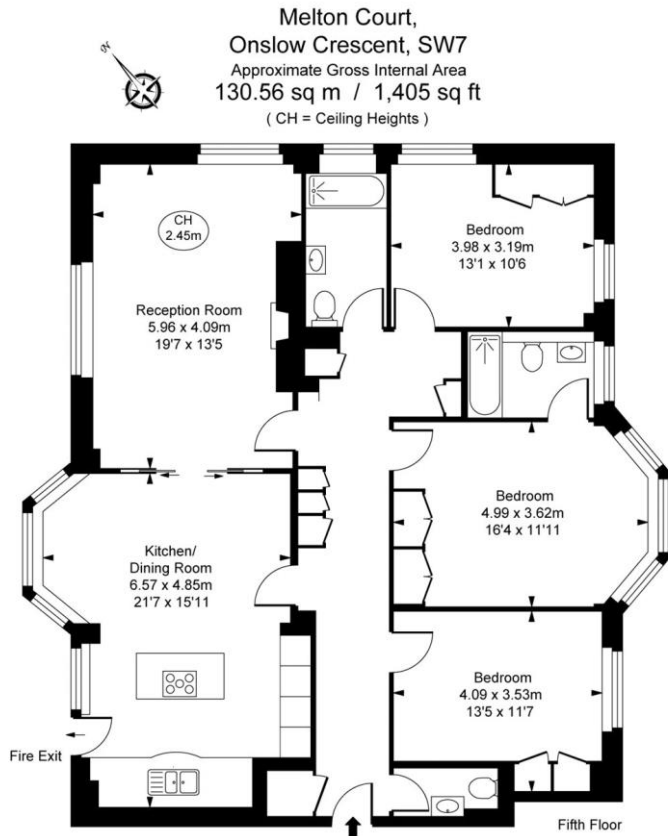 Melton Court,
Onslow Crescent, SW7
Approximate Gross Internal Area
130.56 sq m / 1,405 sq ft
( CH = Ceiling Heights )
N
CH
2.45m
Reception Room
5.96 x 4.09m
19'7 x 13'5
Bedroom
3.98 x 3.19m
13'1 x 10'6
Bedroom
4.99 x 3.62m
16'4 x 11'11
Kitchen/
Dining Room
6.57 x 4.85m
21'7 x 15'11
Bedroom
4.09 x 3.53m
13'5 x 11'7
Fire Exit
Fifth Floor